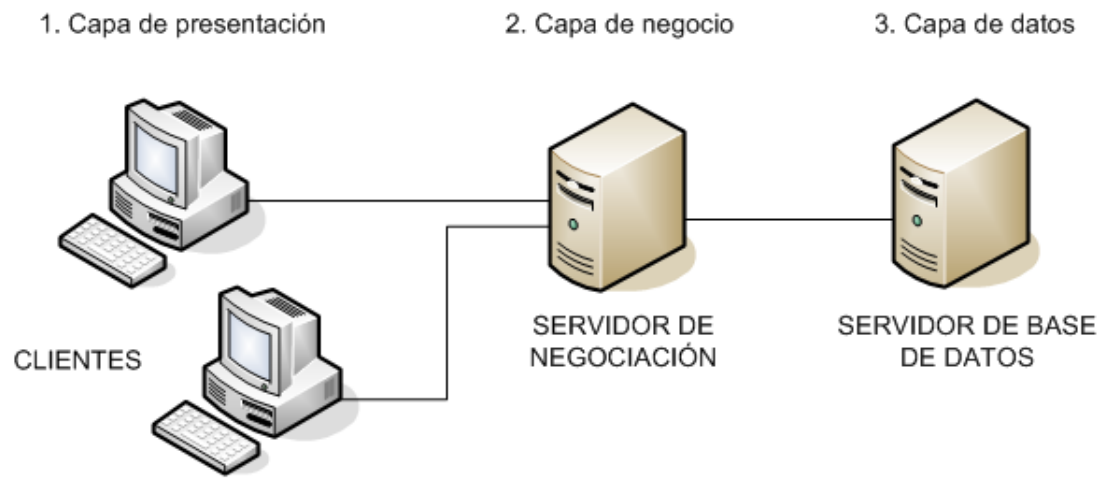 1. Capa de presentación
2. Capa de negocio
3. Capa de datos
CLIENTES
SERVIDOR DE
NEGOCIACIÓN
SERVIDOR DE BASE
DE DATOS